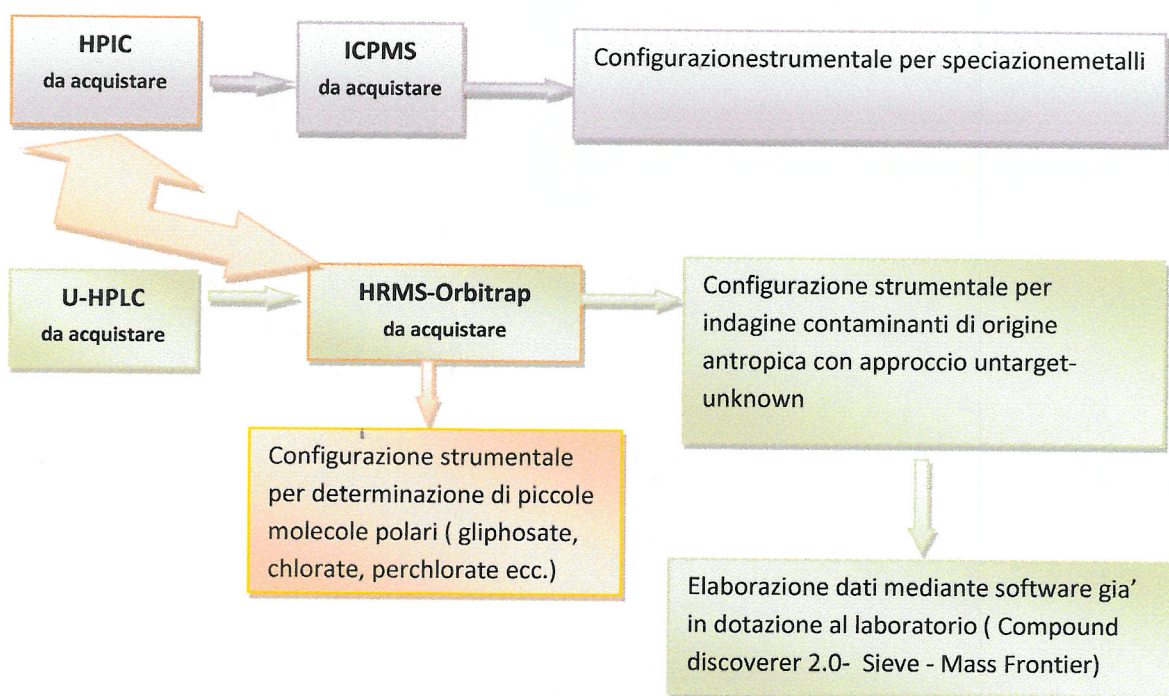 HPIC
da acquistare
ICPMS
da acquistare
Configurazionestrumentale per speciazionemetalli
U-HPLC
da acquistare
HRMS-Orbitrap
da acquistare
Configurazione strumentale per
indagine contaminanti di origine
antropica con approccio untarget-
unknown
Configurazione strumentale
per determinazione di piccole
molecole polari ( gliphosate,
chlorate, perchlorate ecc.)
Elaborazione dati mediante software gia’
in dotazione al laboratorio ( Compound
discoverer 2.0- Sieve - Mass Frontier)